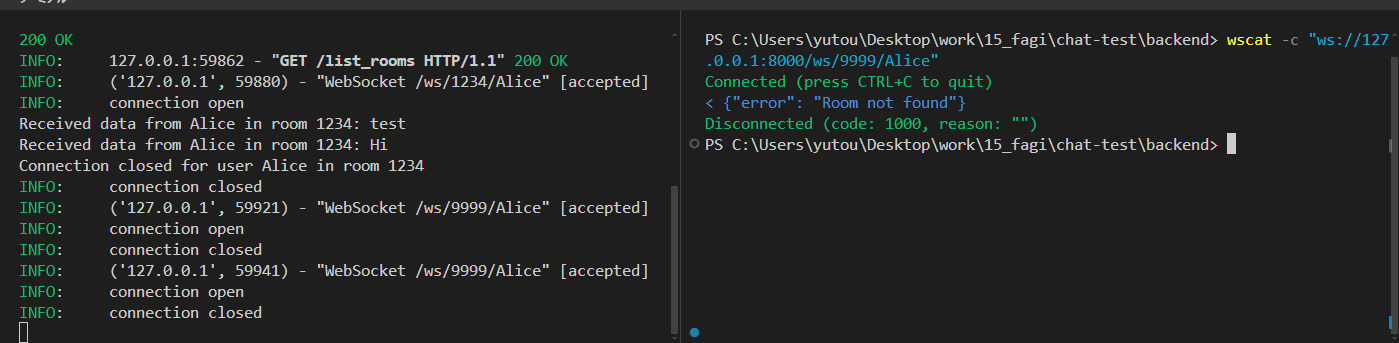 200 OK
INFO:     127.0.0.1:59862 - "GET /list_rooms HTTP/1.1" 200 OK
INFO:     ('127.0.0.1', 59880) - "WebSocket /ws/1234/Alice" [accepted]
INFO:     connection open
Received data from Alice in room 1234: test
Received data from Alice in room 1234: Hi
Connection closed for user Alice in room 1234
INFO:     connection closed
INFO:     ('127.0.0.1', 59921) - "WebSocket /ws/9999/Alice" [accepted]
INFO:     connection open
INFO:     connection closed
INFO:     ('127.0.0.1', 59941) - "WebSocket /ws/9999/Alice" [accepted]
INFO:     connection open
INFO:     connection closed
PS C:\Users\yutou\Desktop\work\15_fagi\chat-test\backend> wscat -c "ws://127
.0.0.1:8000/ws/9999/Alice"
Connected (press CTRL+C to quit)
< {"error": "Room not found"}
Disconnected (code: 1000, reason: "")
PS C:\Users\yutou\Desktop\work\15_fagi\chat-test\backend>